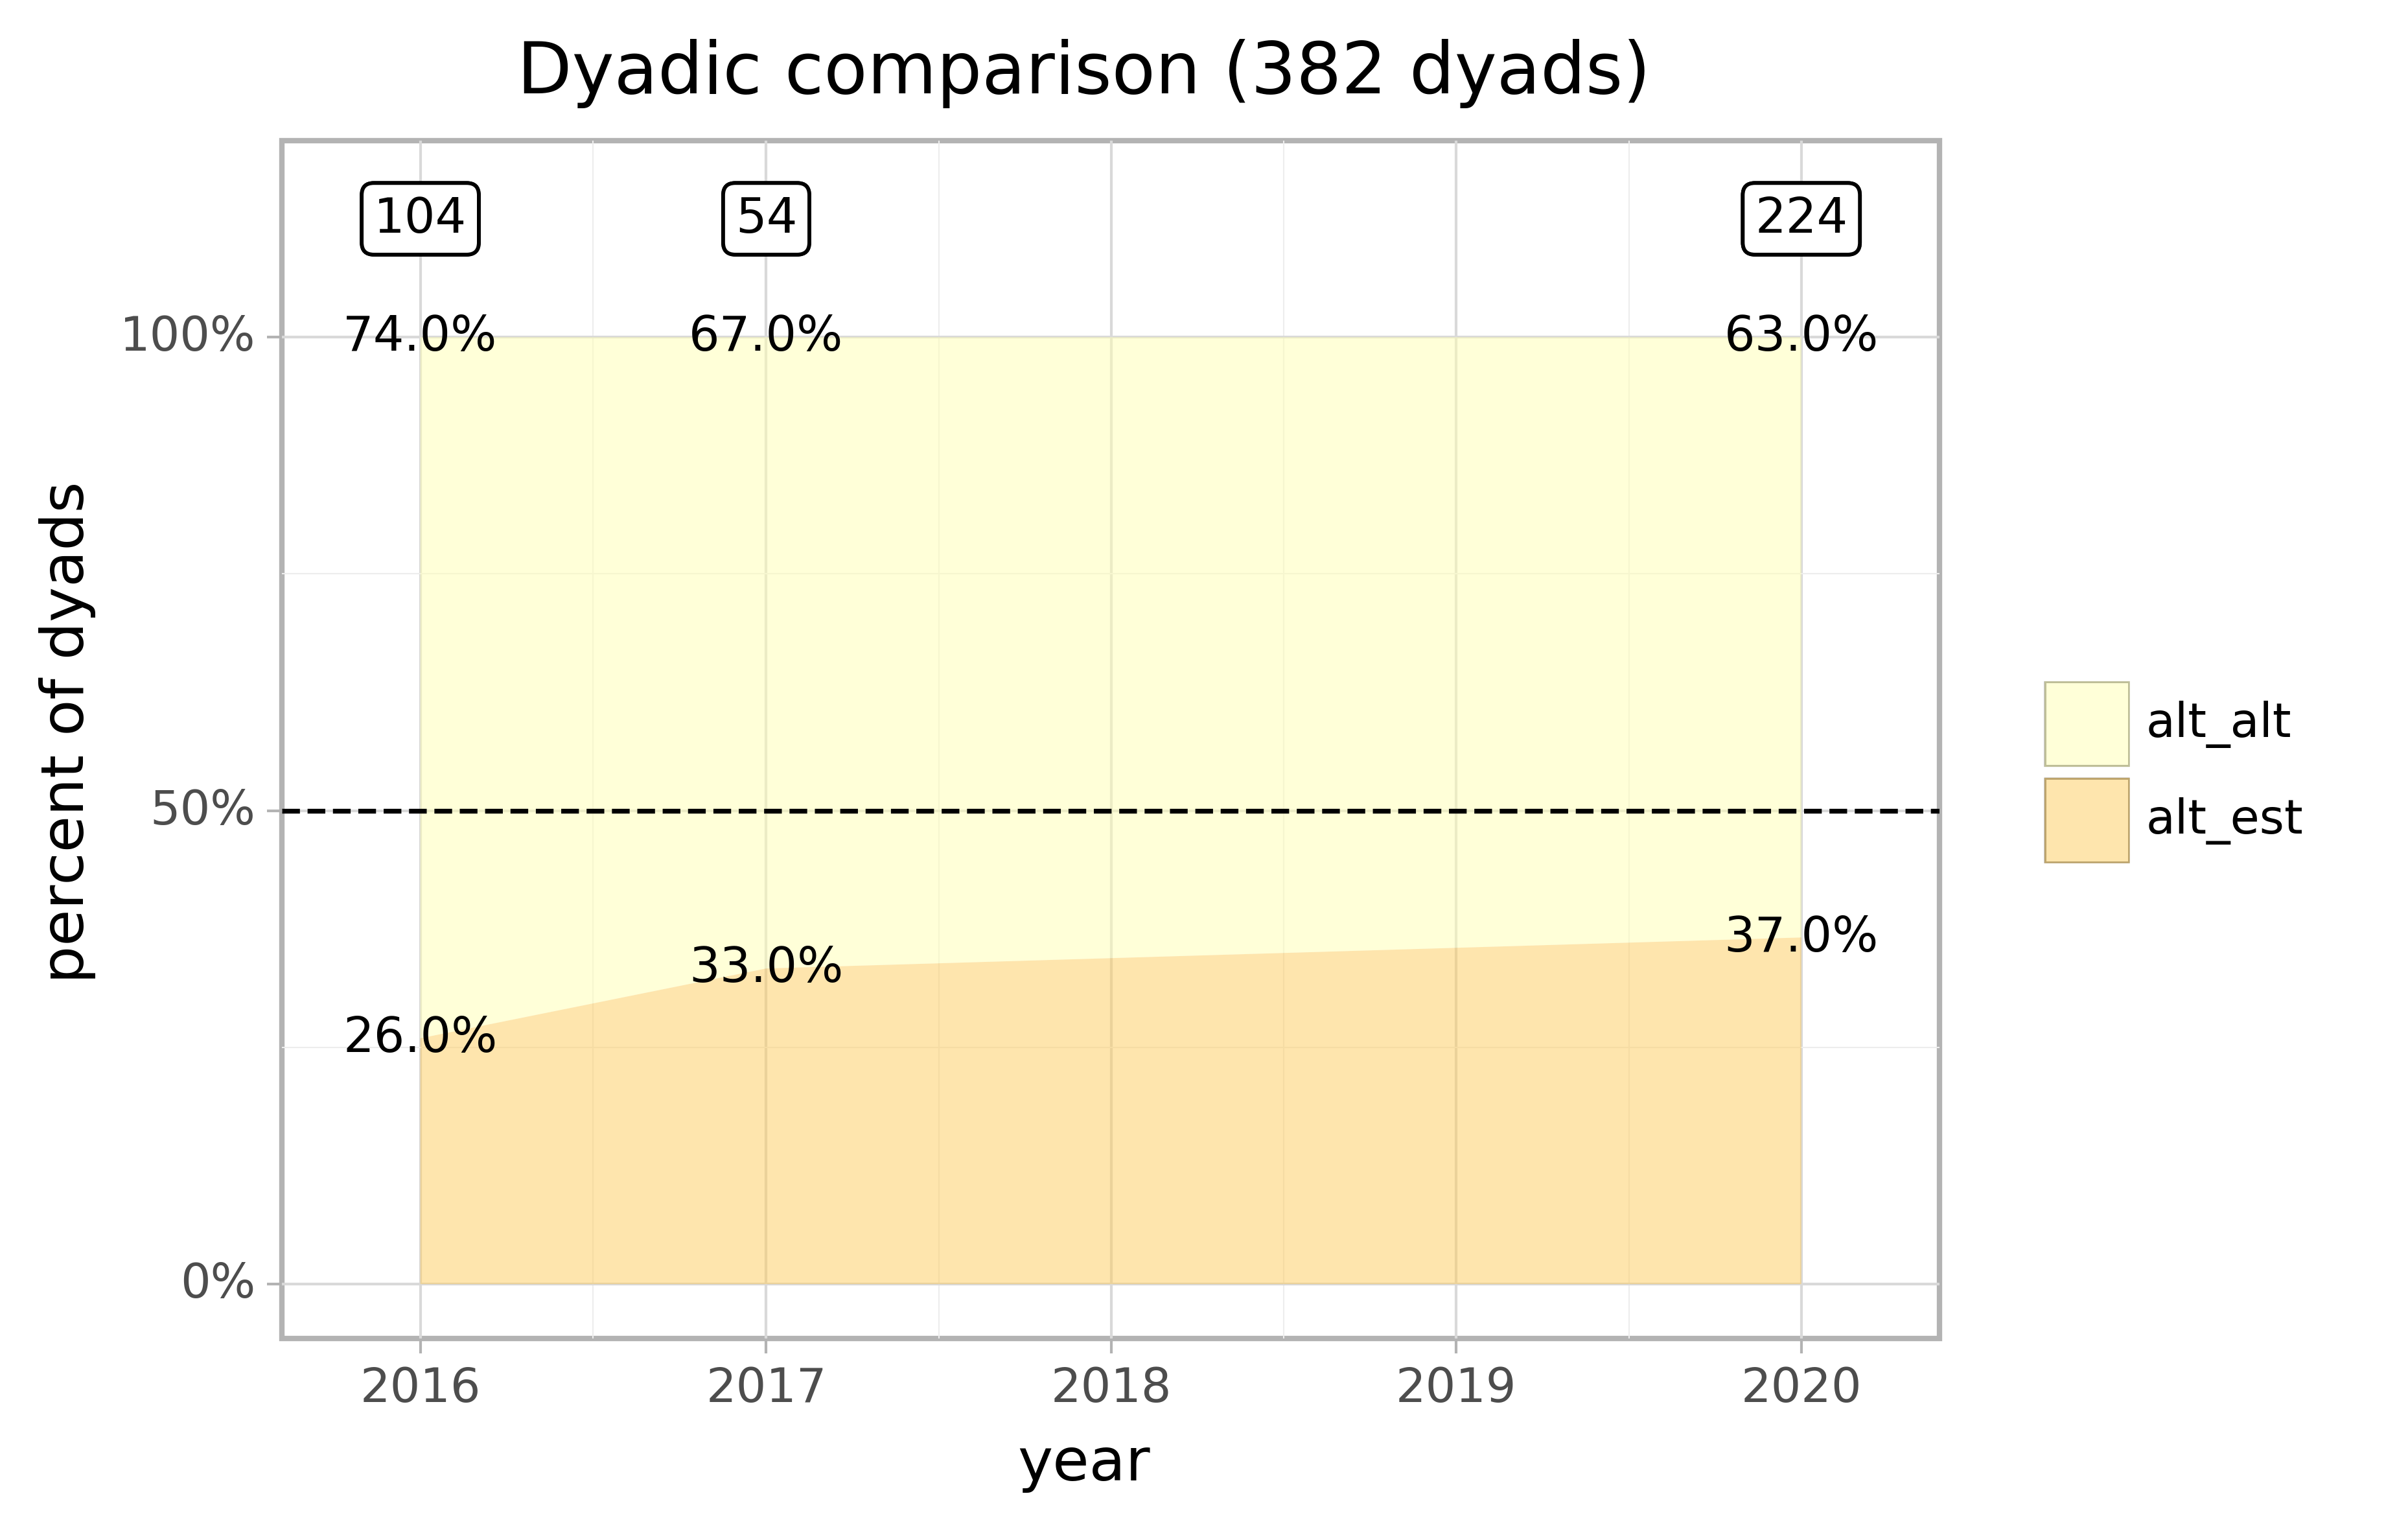 Dyadic comparison (382 dyads)
104 54 224
100% 74.0% 67.0% 63.0%
percent of dyads
alt_alt
50%
alt_est
37.0%
33.0%
26.0%
0%
2016 2017 2018 2019 2020
year